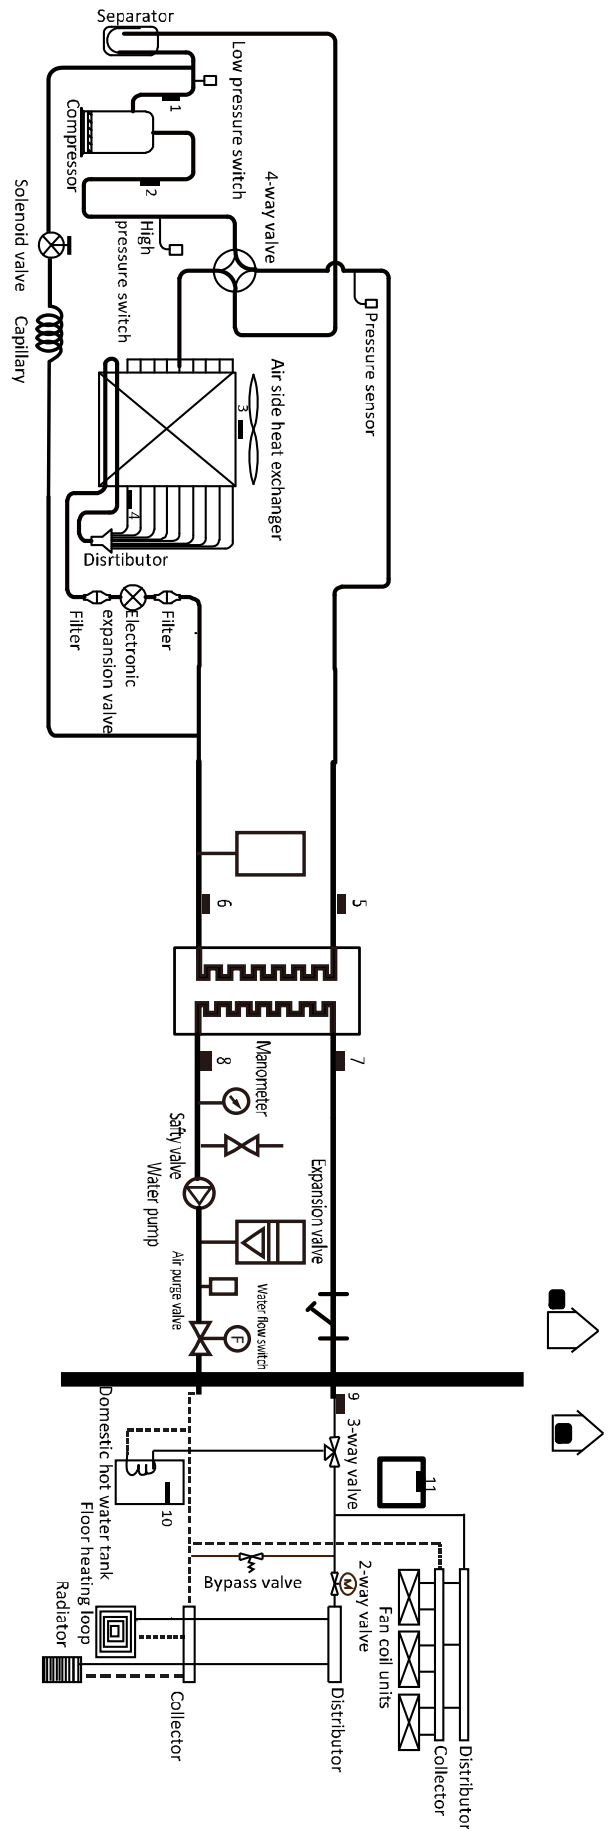 Separator
Low pressure switch
1
Compressor
2
4-way valve
High
pressure switch
Solenoid valve
Capillary
Pressure sensor
Air side heat exchanger
3
4
Disrtibutor
Filter
Electronic
expansion valve
Filter
5
6
7
8
Manometer
Safty valve
Water pump
Expansion valve
Air purge valve
Water flow switch
F
9
3-way valve
Domestic hot water tank
10
11
Floor heating loop
Radiator
Bypass valve
M
2-way valve
Fan coil units
Collector
Distributor
Collector
Distributor